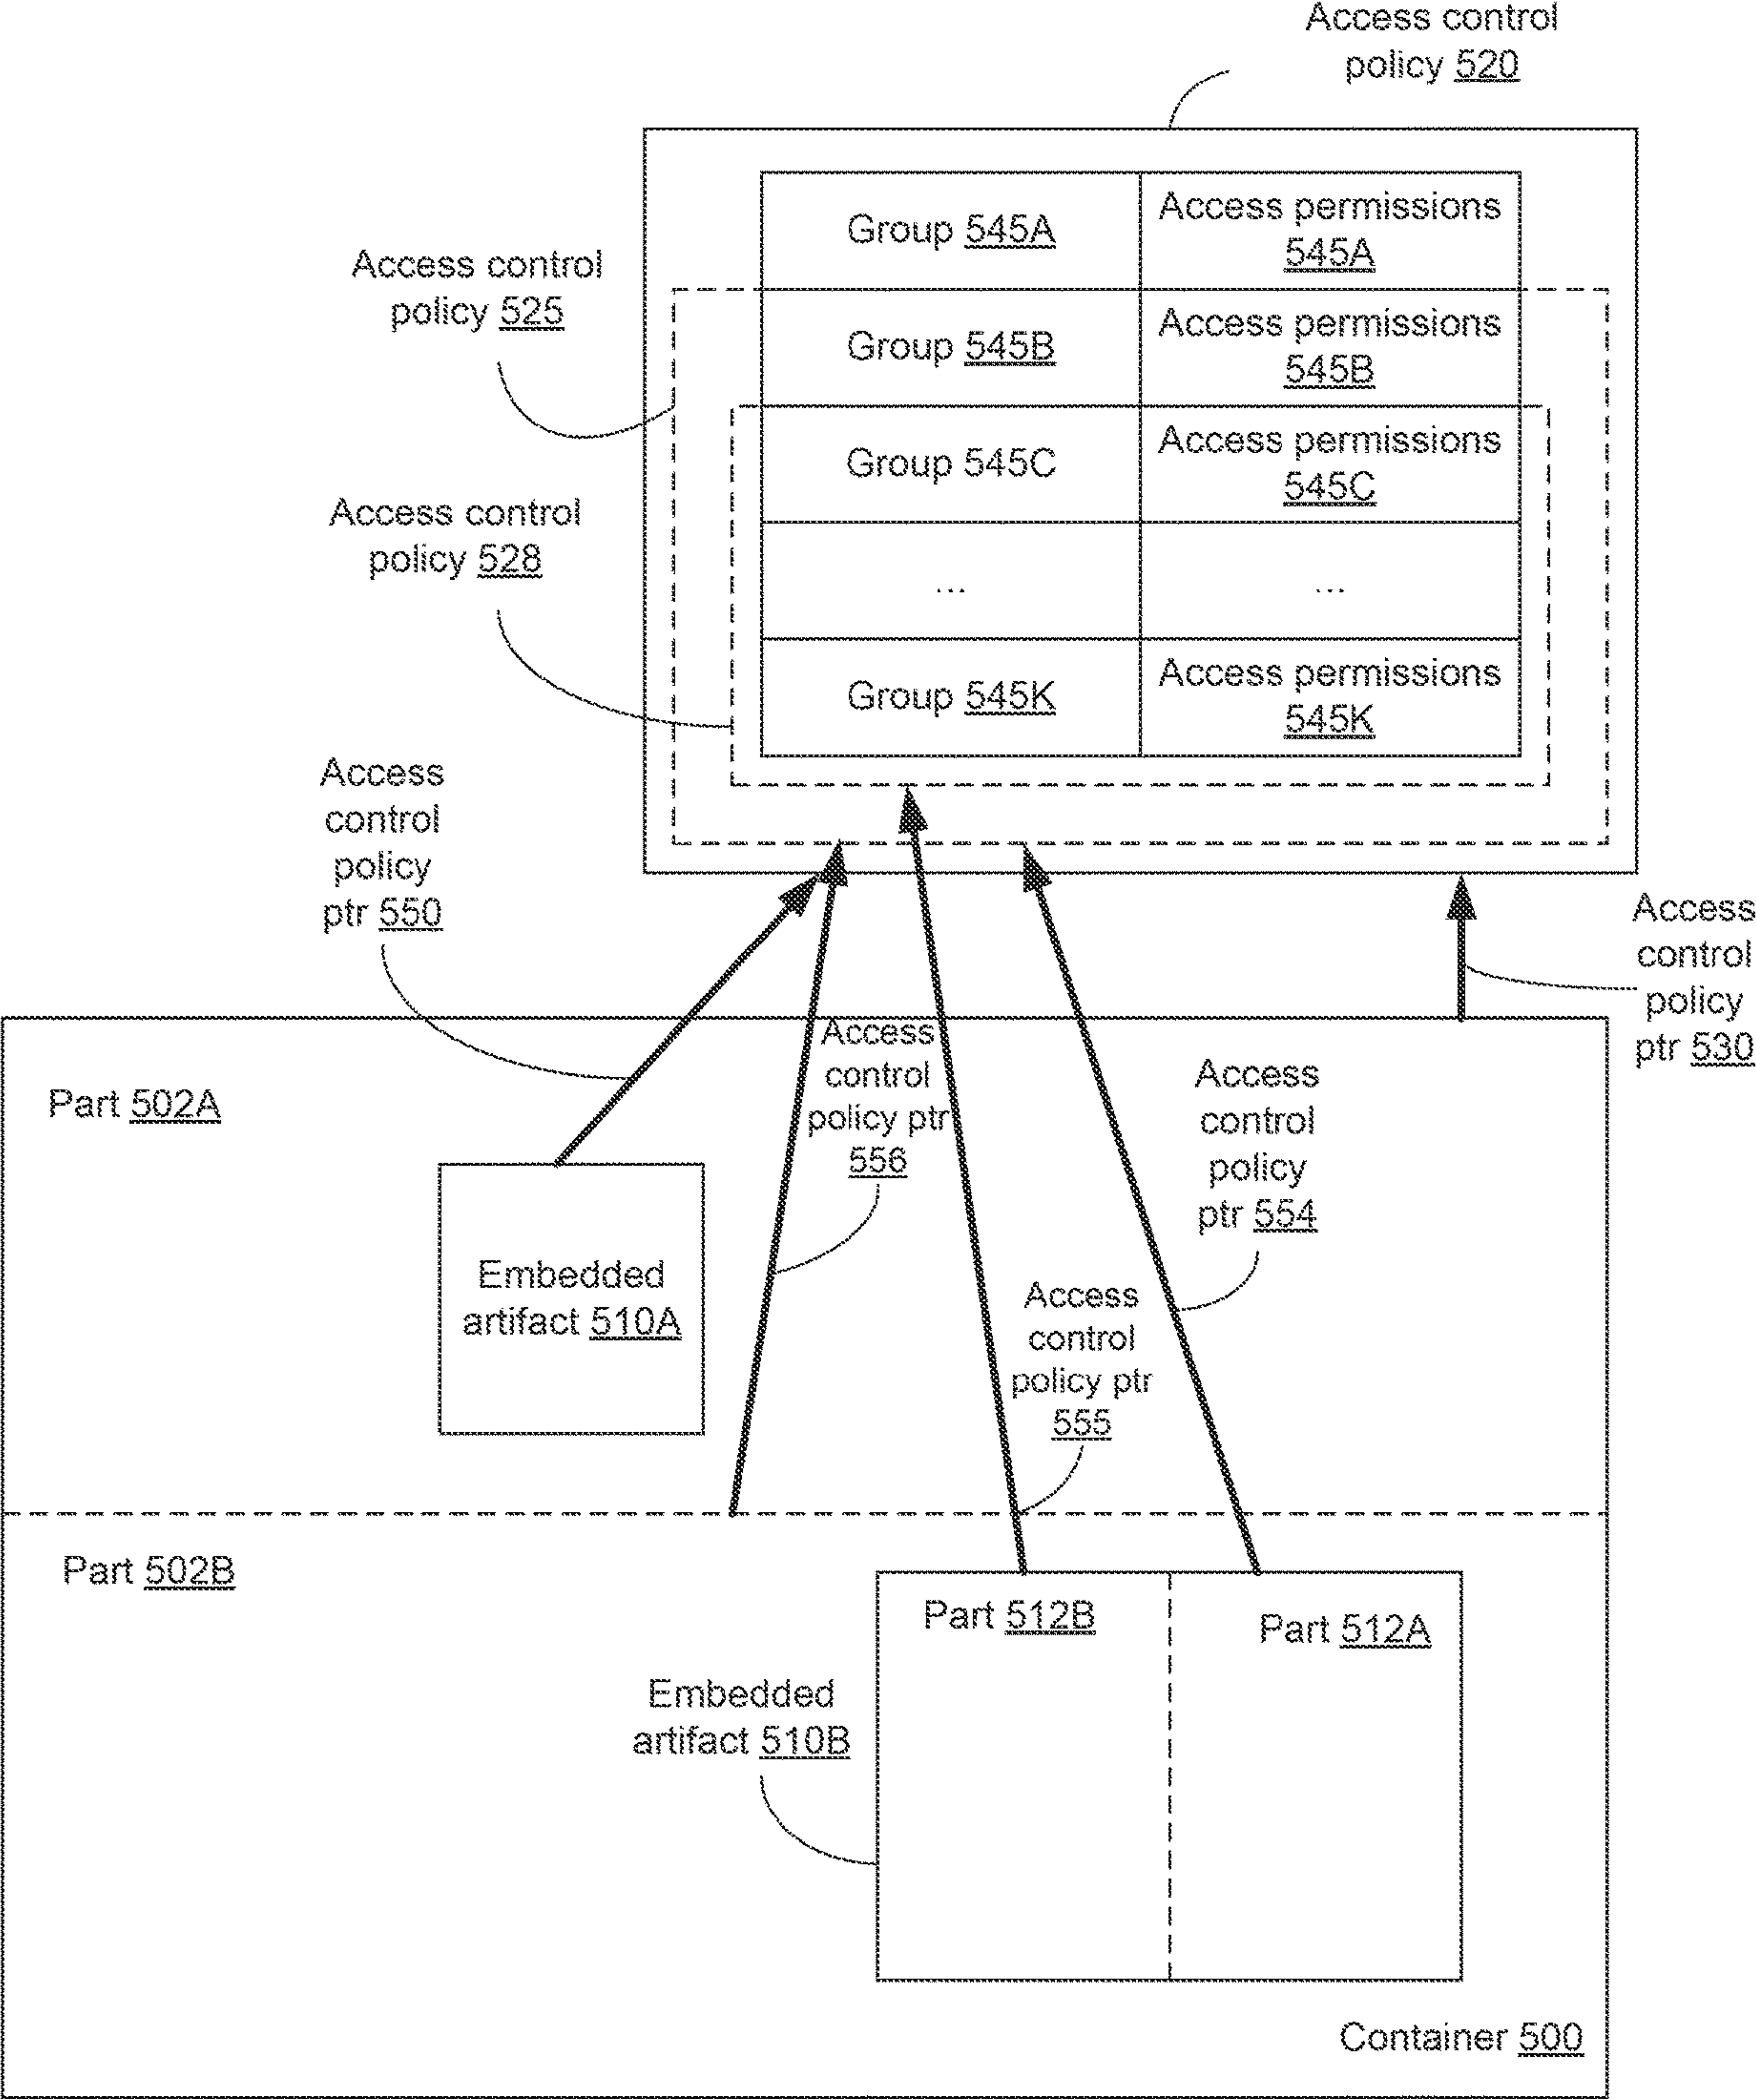 Access control
policy 520
Group 545A
Access permissions
545A
Access control
policy 525
Group 545B
Access permissions
545B
Group 545C
Access permissions
545C
Access control
policy 528
...
...
Group 545K
Access permissions
545K
Access
control
policy
ptr 550
Access
control
policy
ptr 530
Access
control
policy ptr
556
Access
control
policy
ptr 554
Part 502A
Embedded
artifact 510A
Access
control
policy ptr
555
Part 502B
Part 512B
Part 512A
Embedded
artifact 510B
Container 500